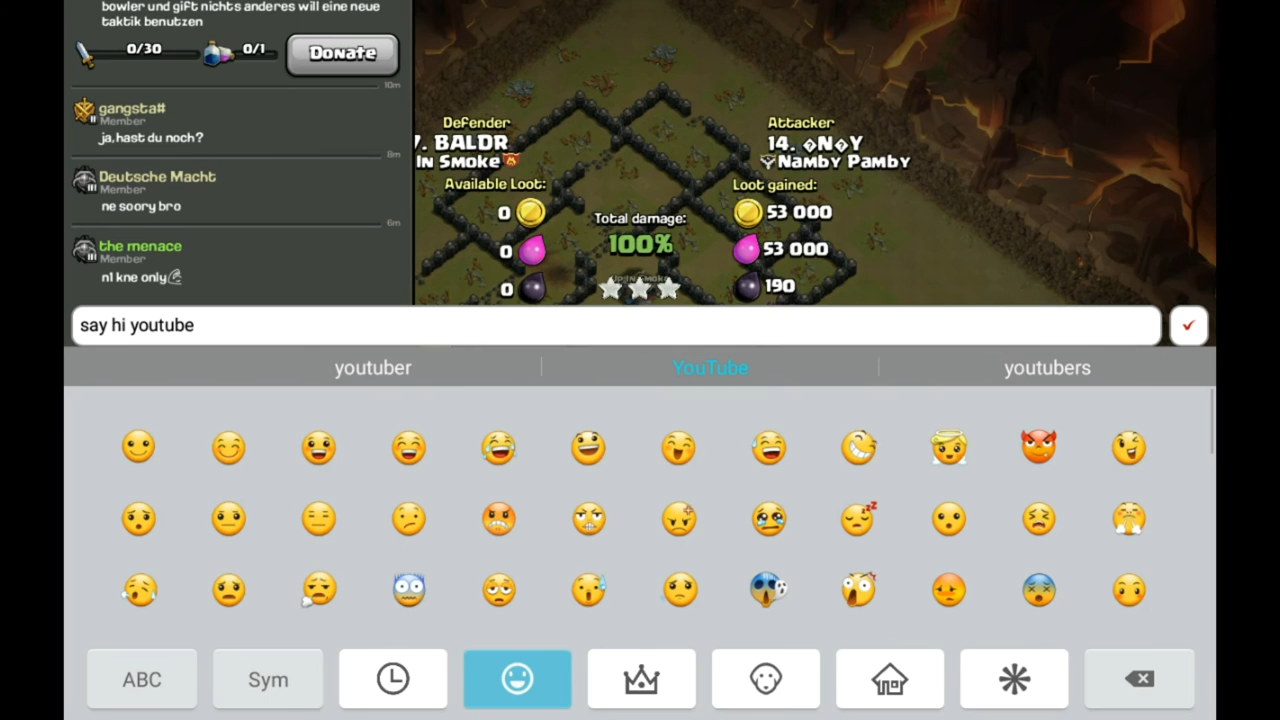 bowler und gift nichts anderes will eine neue
taktik benutzen
0/30
0/1
Donate
10m
gangsta#
Member
ja,hast du noch?
8m
Deutsche Macht
Member
ne soory bro
6m
the menace
Member
n1 kne only
Defender
7. BALDR
In Smoke
Available Loot:
0
0
0
Total damage:
100%
Up In Smoke
Attacker
14. �N�Y
Namby Pamby
Loot gained:
53 000
53 000
190
say hi youtube
youtuber
YouTube
youtubers
ABC
Sym